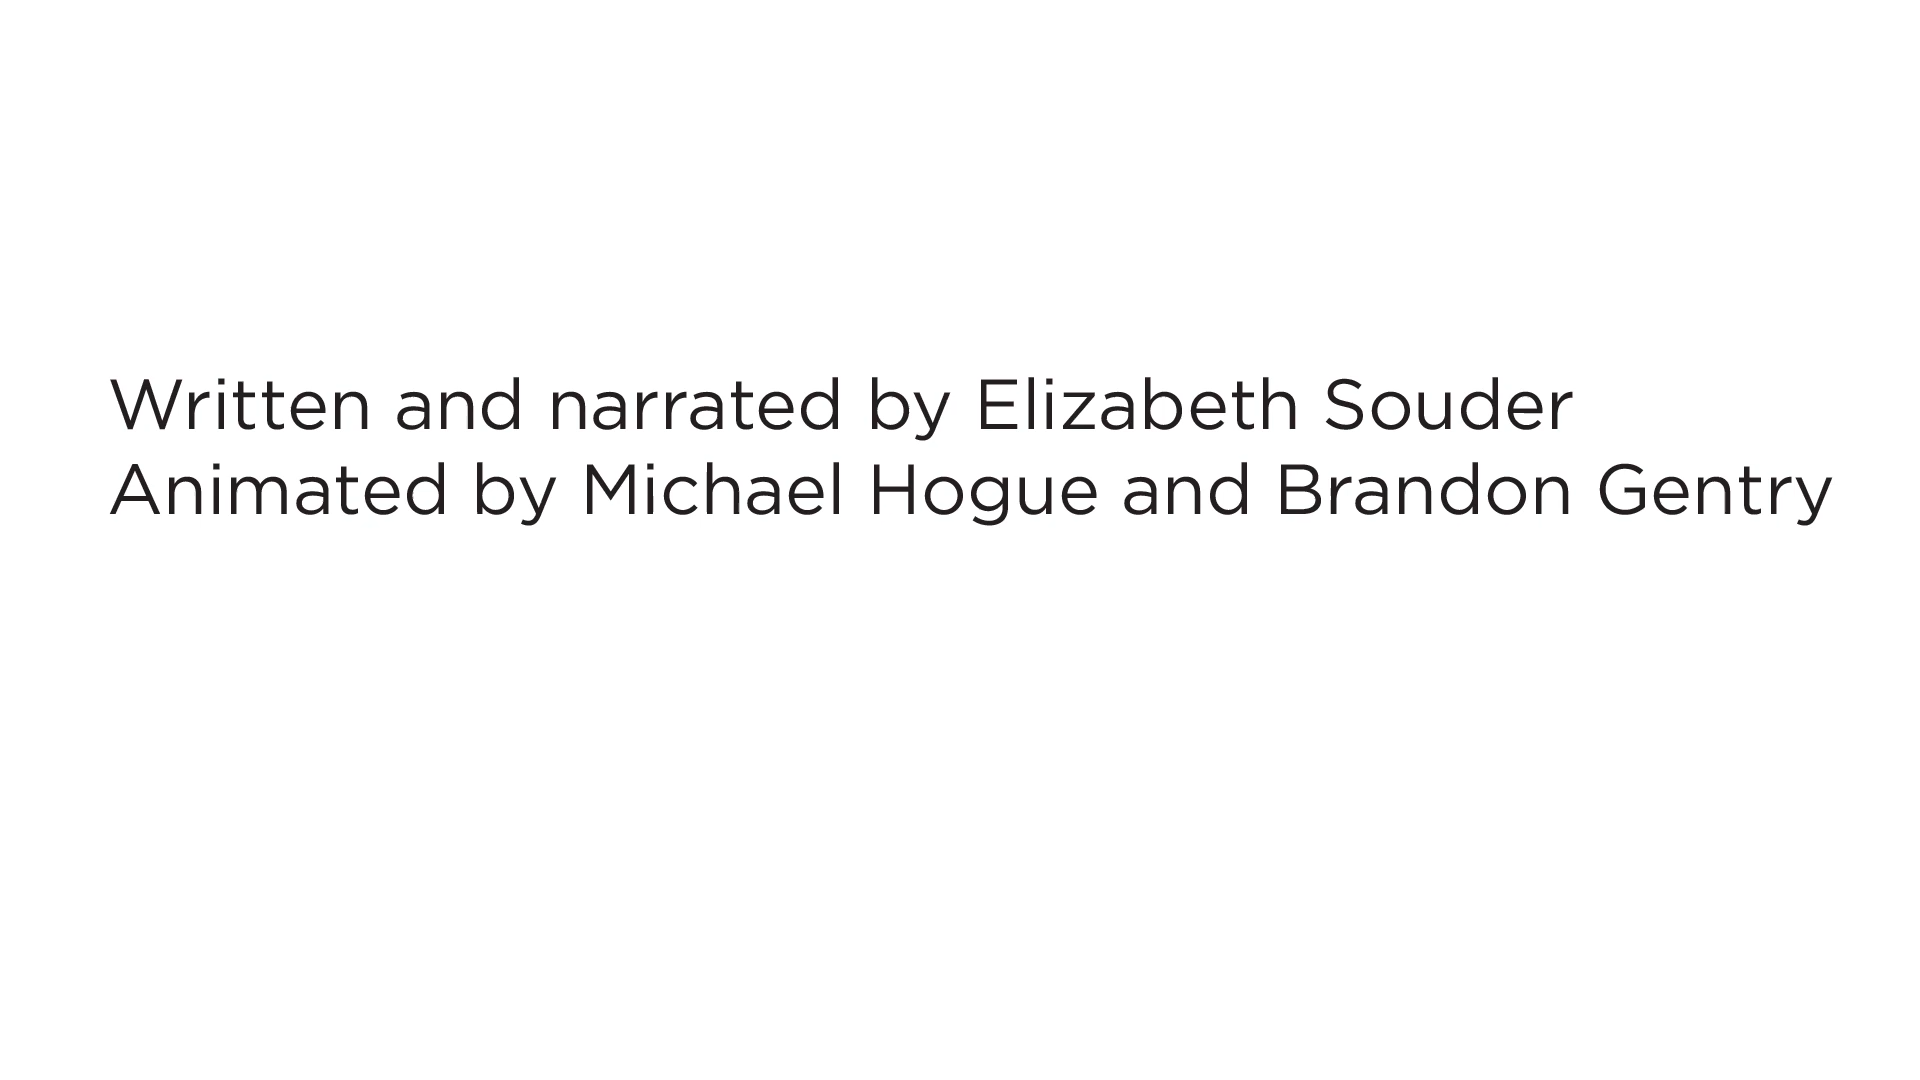 Written and narrated by Elizabeth Souder
Animated by Michael Hogue and Brandon Gentry